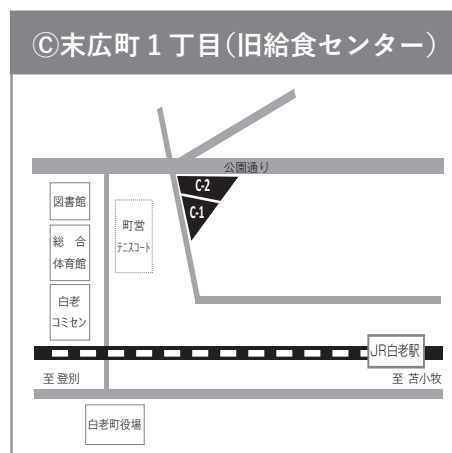 Ⓒ末広町1丁目(旧給食センター)
公園通り
C-2
C-1
図書館
町営
テニスコート
総合
体育館
白老
コミセン
JR白老駅
至 登別
至 苫小牧
白老町役場